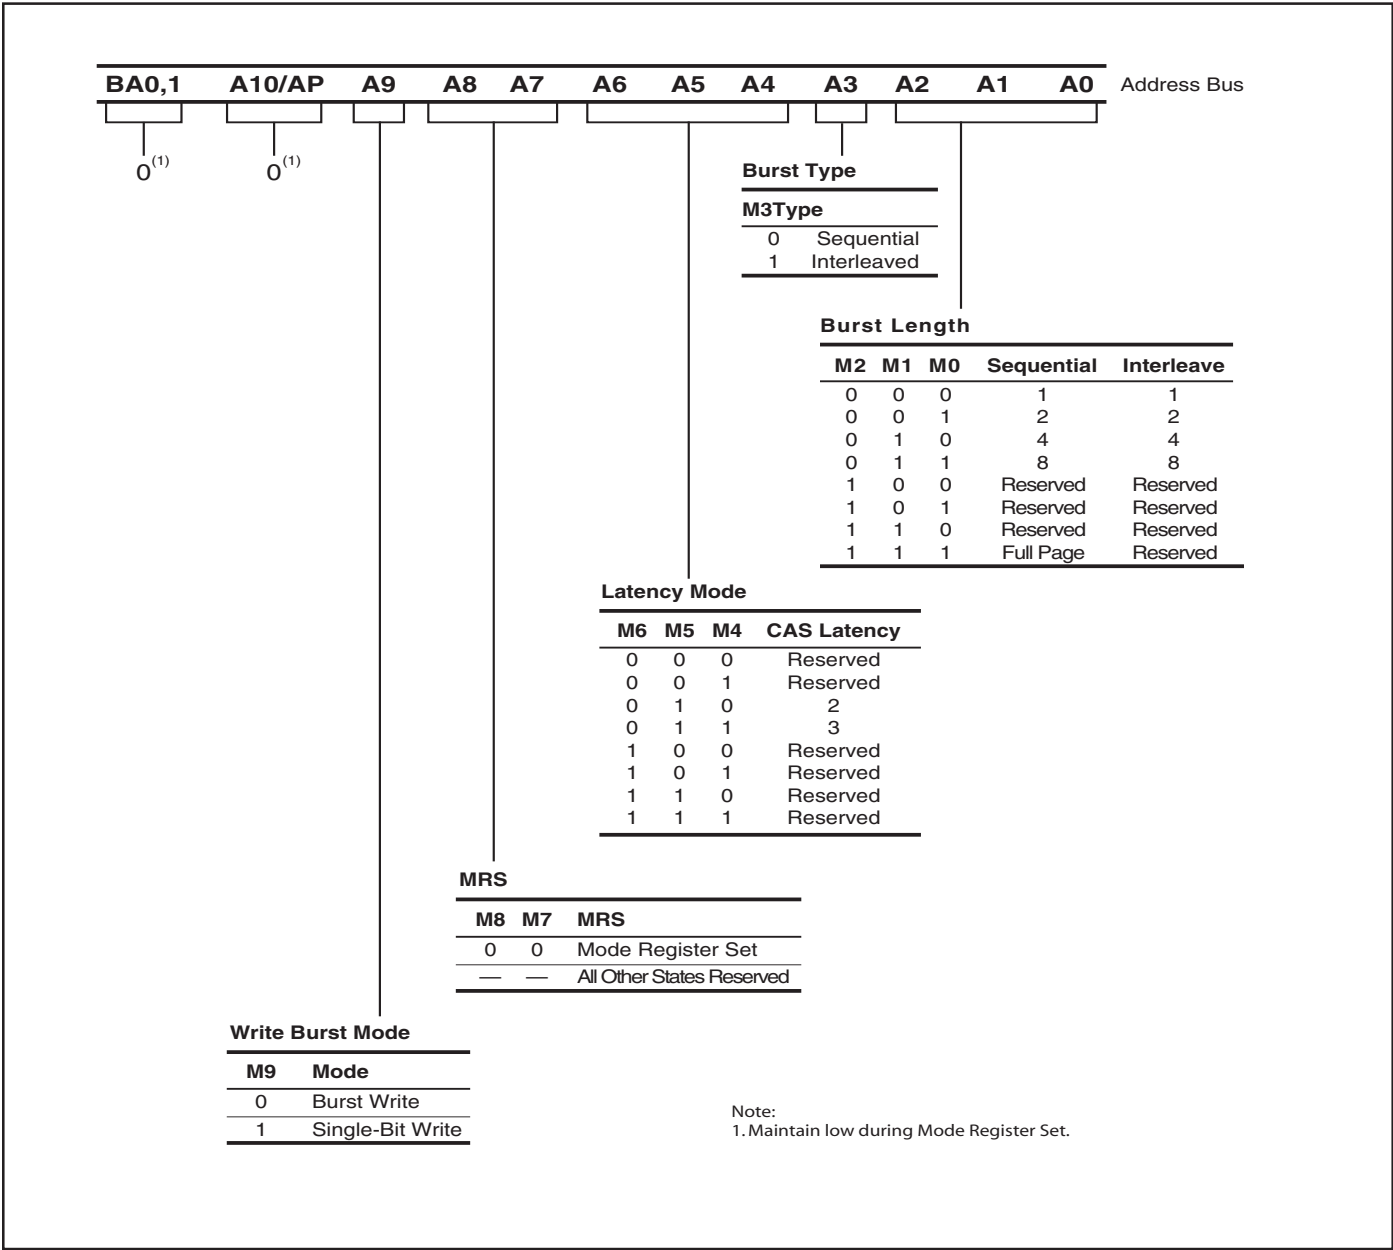 BA0,1 A10/AP A9 A8 A7 A6 A5 A4 A3 A2 A1 A0 Address Bus
0(1) 0(1)
Burst Type
M3Type
0 Sequential
1 Interleaved
Burst Length
M2 M1 M0 Sequential Interleave
0 0 0 1 1
0 0 1 2 2
0 1 0 4 4
0 1 1 8 8
1 0 0 Reserved Reserved
1 0 1 Reserved Reserved
1 1 0 Reserved Reserved
1 1 1 Full Page Reserved
Latency Mode
M6 M5 M4 CAS Latency
0 0 0 Reserved
0 0 1 Reserved
0 1 0 2
0 1 1 3
1 0 0 Reserved
1 0 1 Reserved
1 1 0 Reserved
1 1 1 Reserved
MRS
M8 M7 MRS
0 0 Mode Register Set
— — All Other States Reserved
Write Burst Mode
M9 Mode
0 Burst Write
1 Single-Bit Write
Note:
1. Maintain low during Mode Register Set.